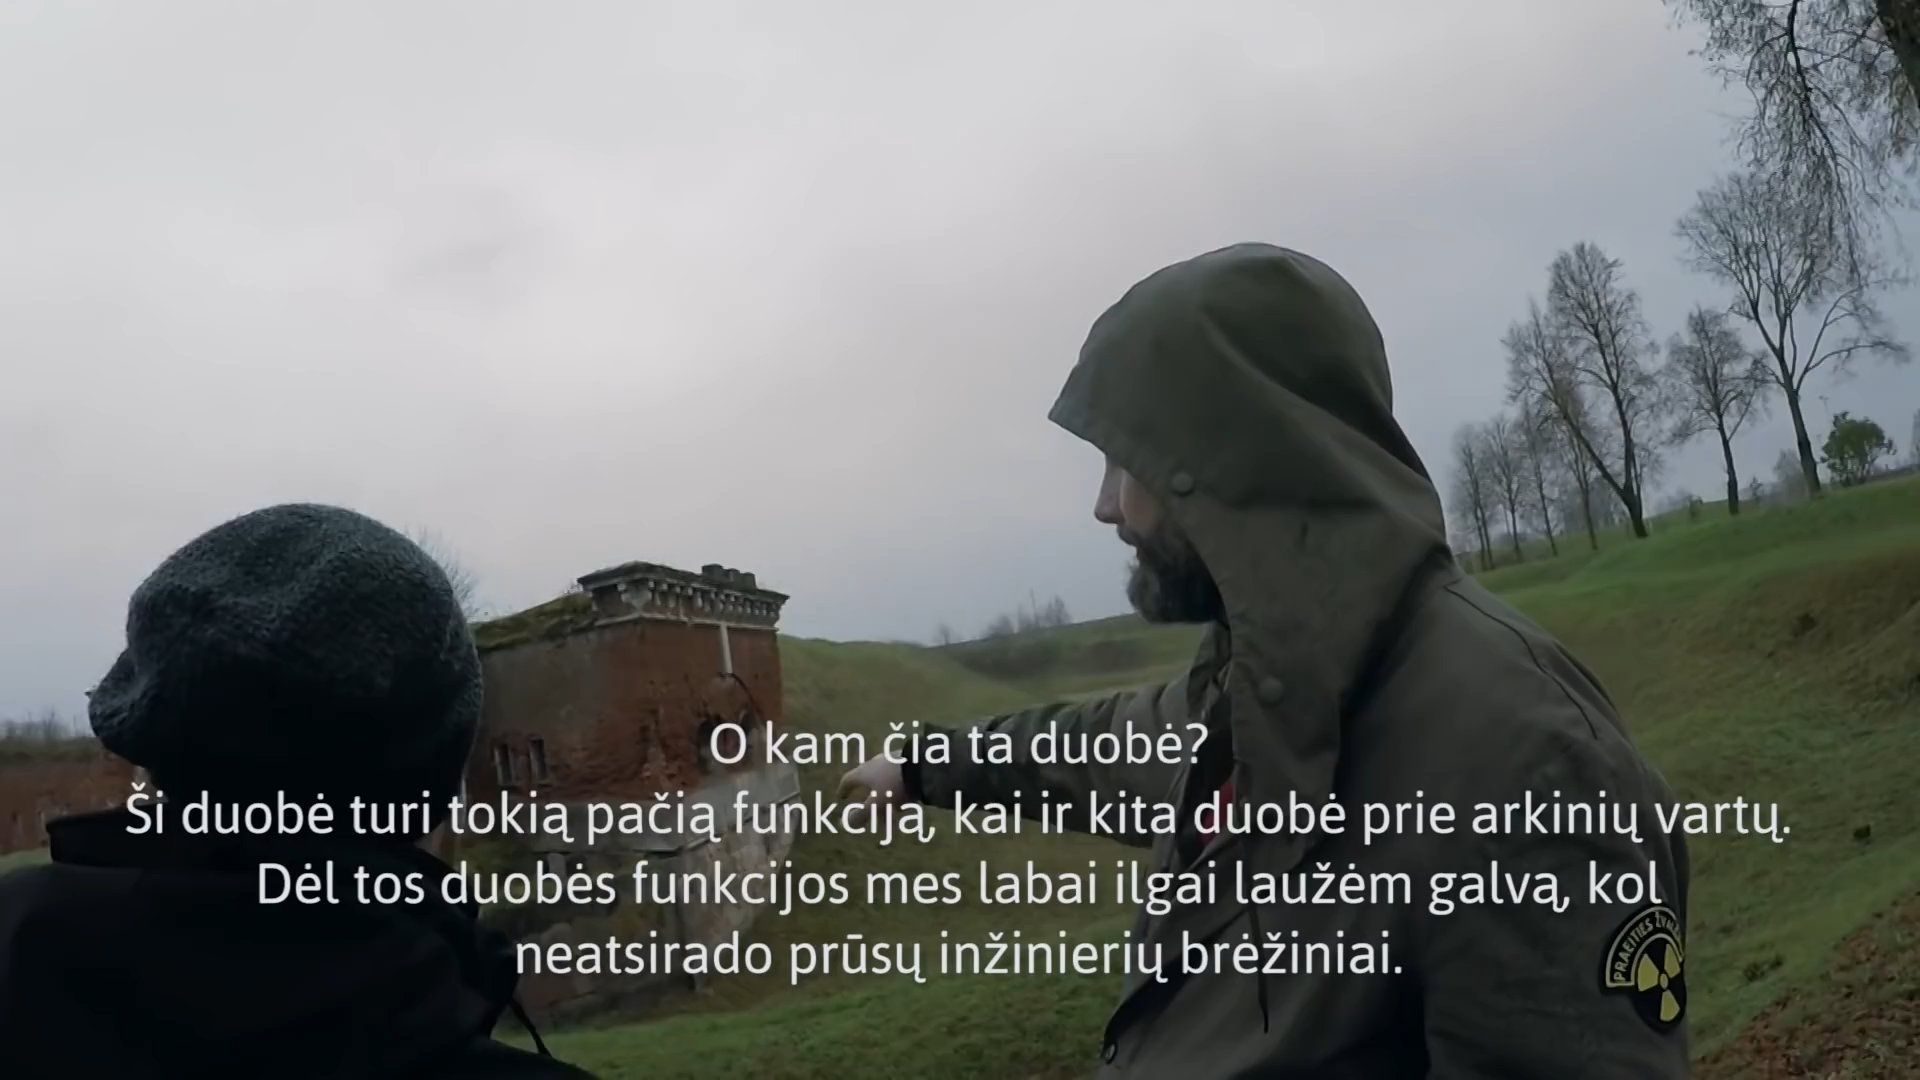 O kam čia ta duobė?
Ši duobė turi tokią pačią funkciją, kai ir kita duobė prie arkinių vartų.
Dėl tos duobės funkcijos mes labai ilgai laužėm galvą, kol
neatsirado prūsų inžinierių brėžiniai.
PRAEITIES